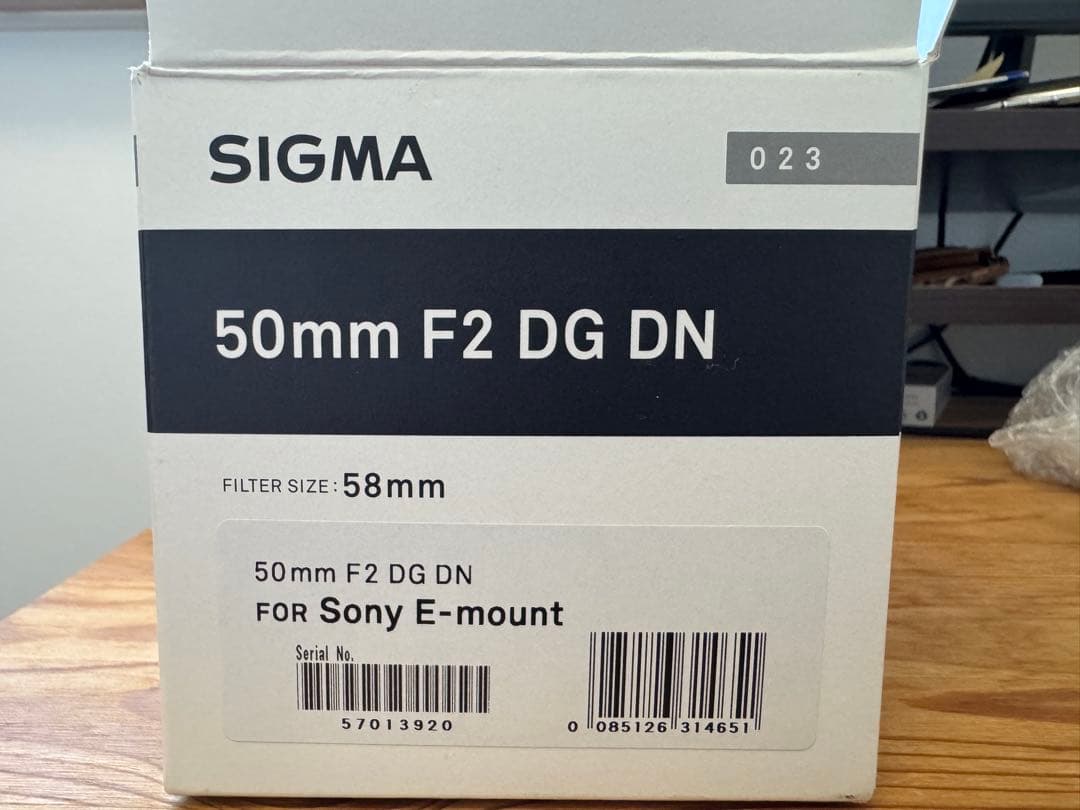 SIGMA
023
50mm F2 DG DN
FILTER SIZE: 58mm
50mm F2 DG DN
FOR Sony E-mount
Serial No.
57013920
0 085126 314651